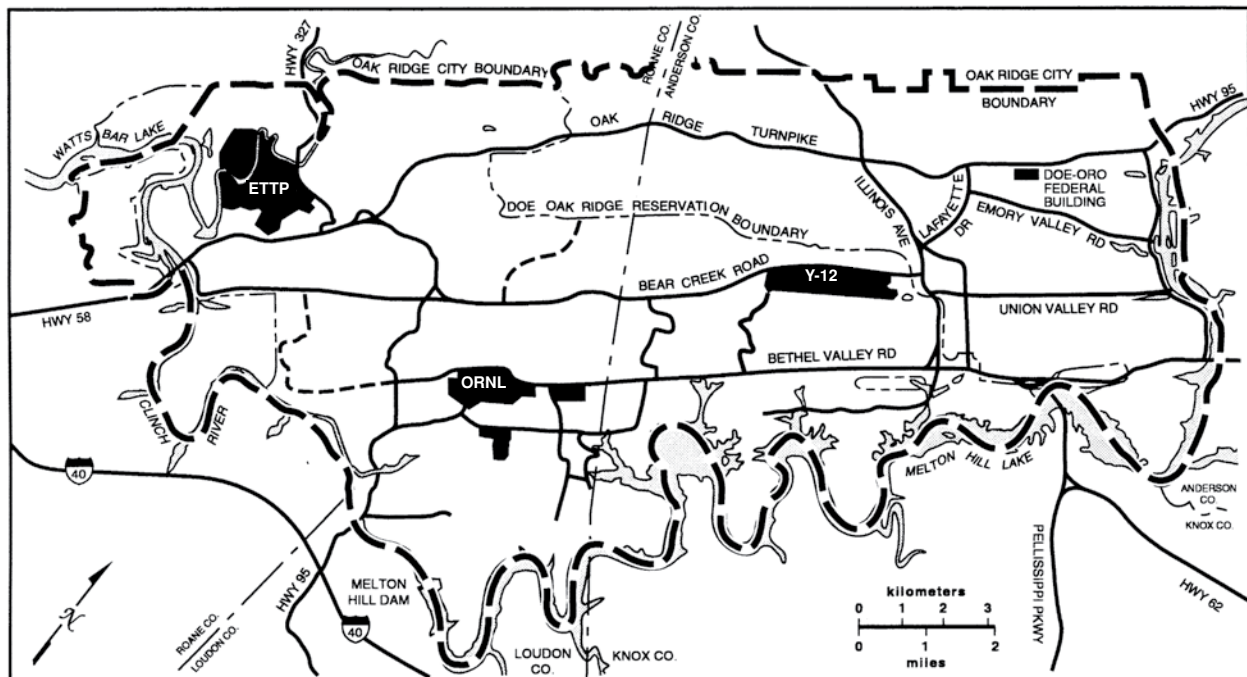 HWY 327
OAK RIDGE CITY BOUNDARY
ROANE CO.
ANDERSON CO.
OAK RIDGE CITY
BOUNDARY
HWY 95
WATTS BAR LAKE
OAK RIDGE TURNPIKE
ETTP
DOE-ORO
FEDERAL
BUILDING
ILLINOIS AVE
LAFAYETTE
DR
EMORY VALLEY RD
DOE OAK RIDGE RESERVATION BOUNDARY
BEAR CREEK ROAD
Y-12
HWY 58
UNION VALLEY RD
BETHEL VALLEY RD
ORNL
CLINCH
RIVER
40
MELTON HILL LAKE
ANDERSON
CO.
KNOX CO.
PELLISSIPPI PKWY
HWY 62
HWY 95
MELTON
HILL DAM
kilometers
0 1 2 3
0 1 2
miles
N
ROANE CO.
LOUDON CO.
40
LOUDON
CO.
KNOX CO.